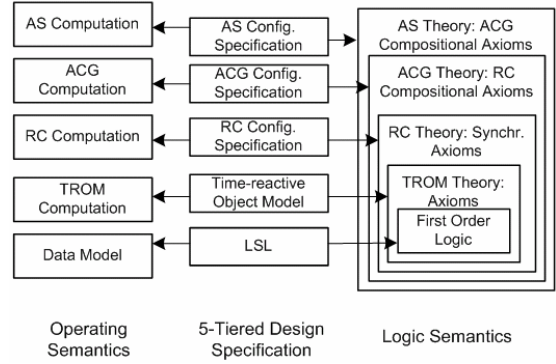 AS Computation
ACG
Computation
RC Computation
TROM
Computation
Data Model
Operating
Semantics
AS Config.
Specification
ACG Config.
Specification
RC Config.
Specification
Time-reactive
Object Model
LSL
5-Tiered Design
Specification
AS Theory: ACG
Compositional Axioms
ACG Theory: RC
Compositional Axioms
RC Theory: Synchr.
Axioms
TROM Theory:
Axioms
First Order
Logic
Logic Semantics